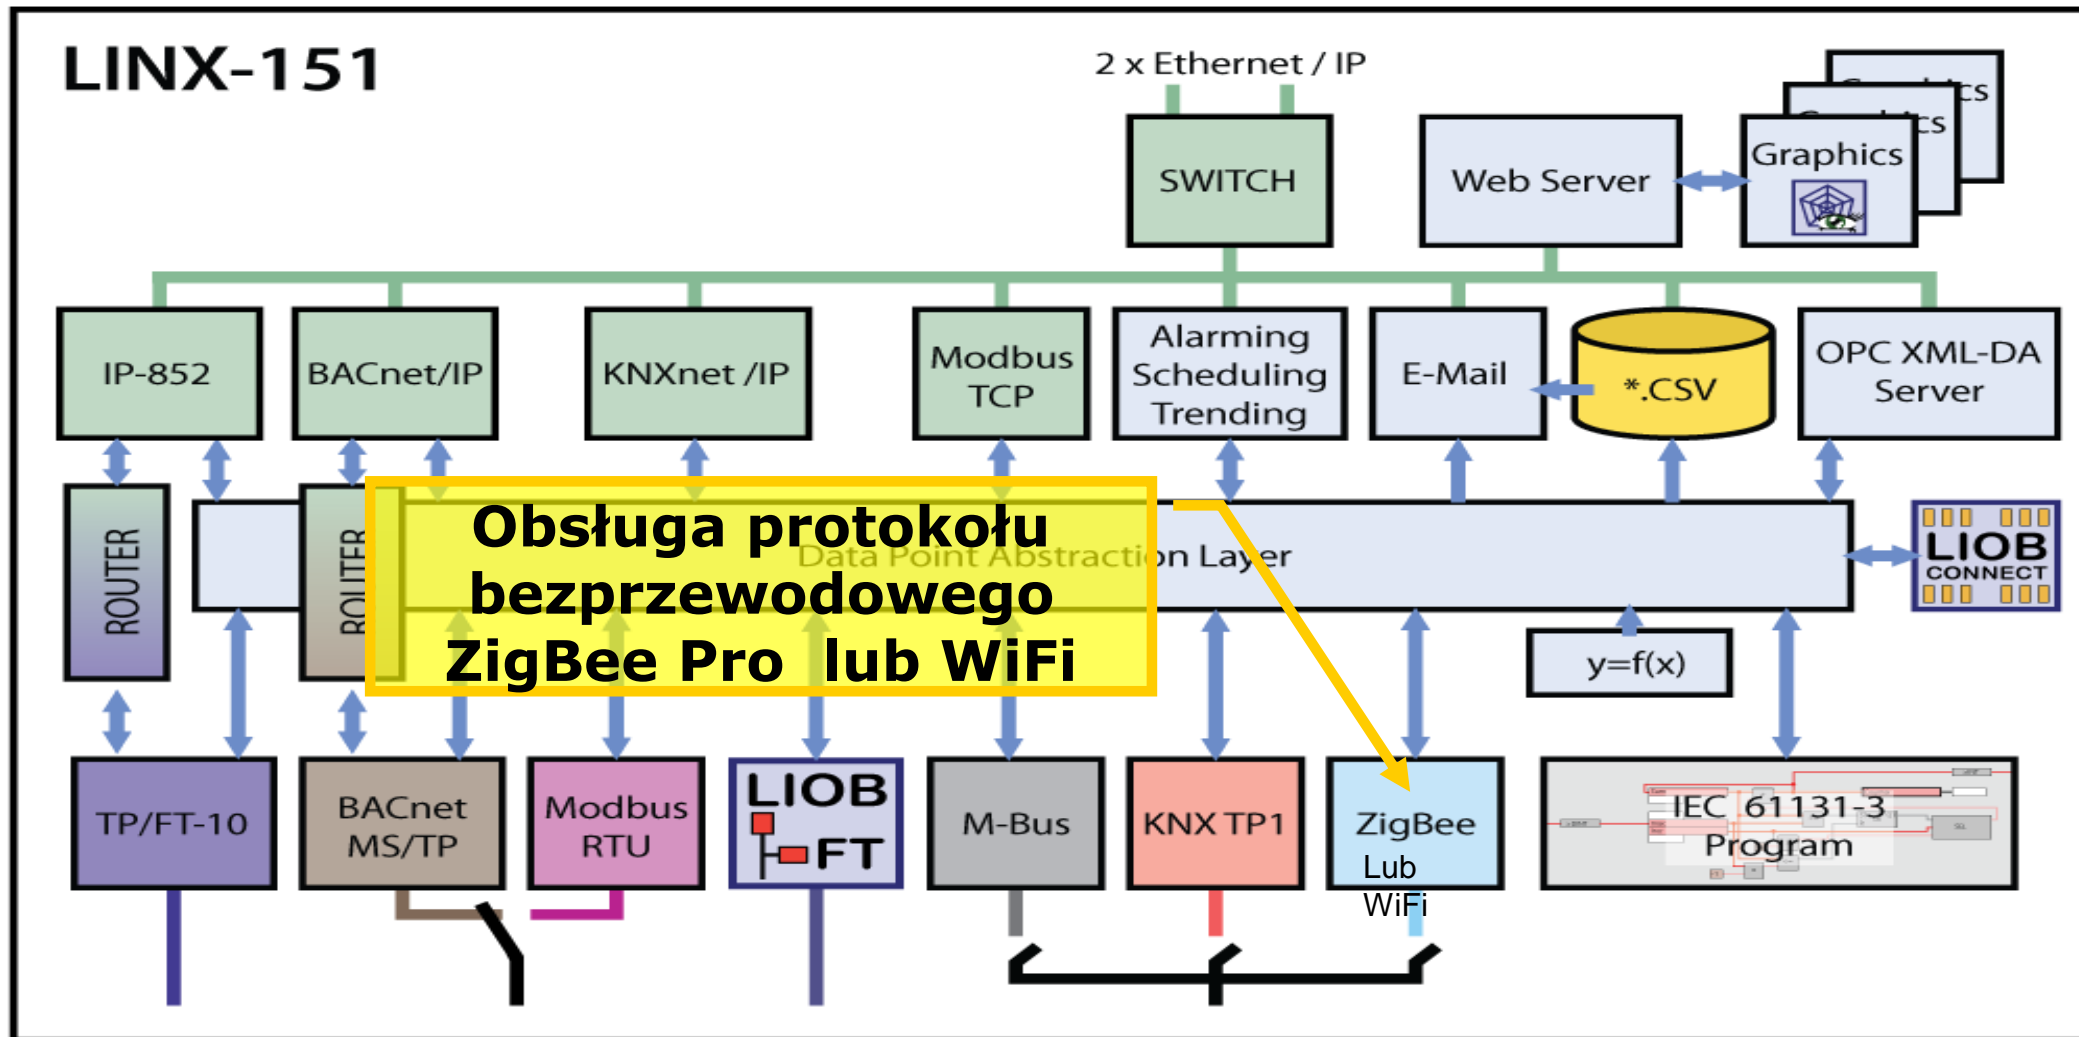 LINX-151
2 x Ethernet / IP
SWITCH
Web Server
Graphics
cs
cs
IP-852
BACnet/IP
KNXnet /IP
Modbus
TCP
Alarming
Scheduling
Trending
E-Mail
*.CSV
OPC XML-DA
Server
ROUTER
ROUTER
Data Point Abstraction Layer
Obsługa protokołu
bezprzewodowego
ZigBee Pro lub WiFi
LIOB
CONNECT
y=f(x)
TP/FT-10
BACnet
MS/TP
Modbus
RTU
LIOB
FT
M-Bus
KNX TP1
ZigBee
Lub
WiFi
IEC 61131-3
Program